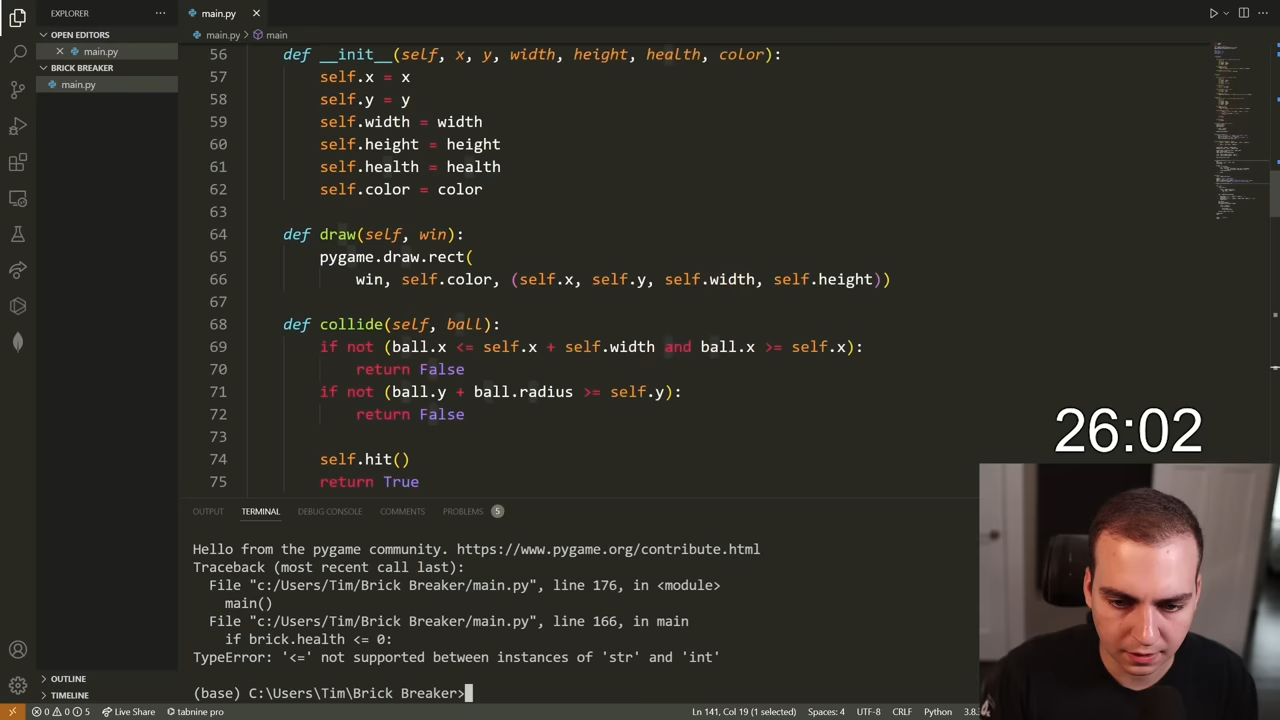 EXPLORER
OPEN EDITORS
main.py
BRICK BREAKER
main.py
OUTLINE
TIMELINE
main.py
main.py > main
56 def __init__(self, x, y, width, height, health, color):
57 self.x = x
58 self.y = y
59 self.width = width
60 self.height = height
61 self.health = health
62 self.color = color
63
64 def draw(self, win):
65 pygame.draw.rect(
66 win, self.color, (self.x, self.y, self.width, self.height))
67
68 def collide(self, ball):
69 if not (ball.x <= self.x + self.width and ball.x >= self.x):
70 return False
71 if not (ball.y + ball.radius >= self.y):
72 return False
73
74 self.hit()
75 return True
26:02
OUTPUT TERMINAL DEBUG CONSOLE COMMENTS PROBLEMS 5
Hello from the pygame community. https://www.pygame.org/contribute.html
Traceback (most recent call last):
File "c:/Users/Tim/Brick Breaker/main.py", line 176, in <module>
main()
File "c:/Users/Tim/Brick Breaker/main.py", line 166, in main
if brick.health <= 0:
TypeError: '<=' not supported between instances of 'str' and 'int'
(base) C:\Users\Tim\Brick Breaker>
0 0 5 Live Share tabnine pro Ln 141, Col 19 (1 selected) Spaces: 4 UTF-8 CRLF Python 3.8.